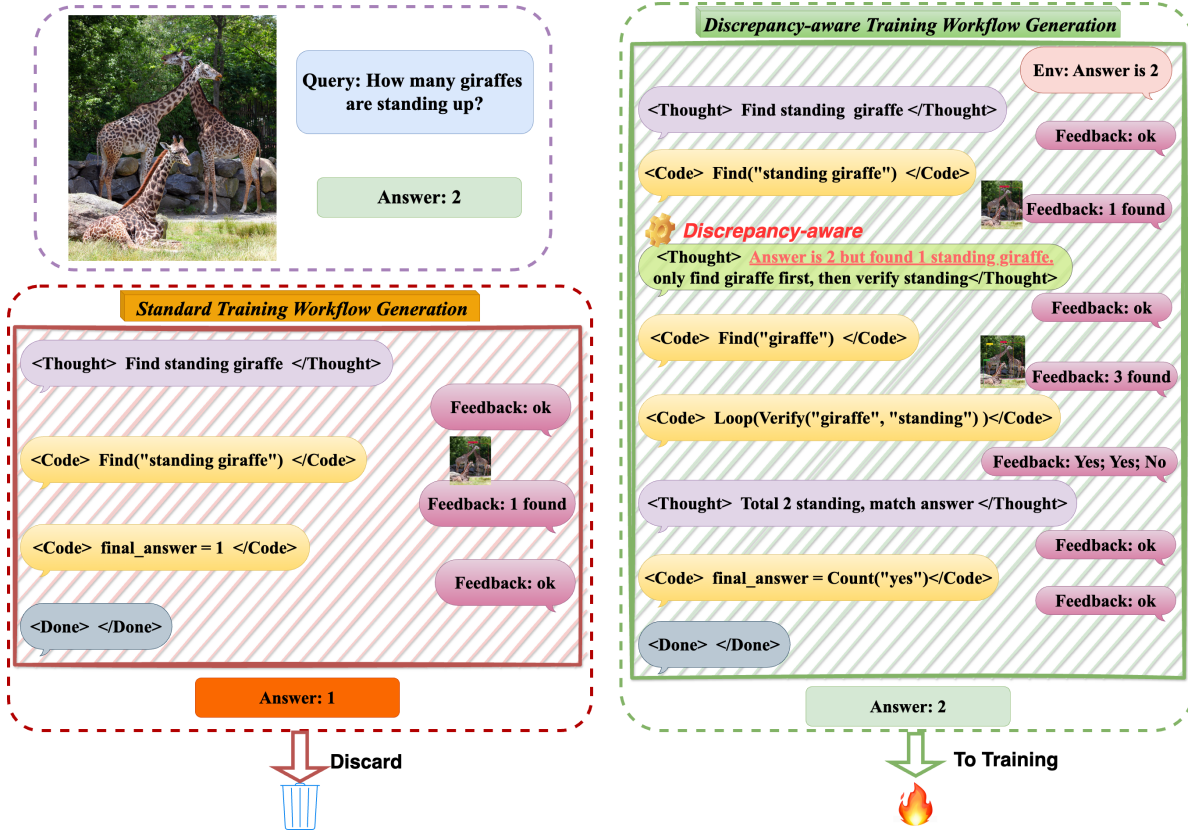 Query: How many giraffes
are standing up?
Answer: 2
Standard Training Workflow Generation
<Thought> Find standing giraffe </Thought>
Feedback: ok
<Code> Find("standing giraffe") </Code>
Feedback: 1 found
<Code> final_answer = 1 </Code>
Feedback: ok
<Done> </Done>
Answer: 1
Discard
Discrepancy-aware Training Workflow Generation
Env: Answer is 2
<Thought> Find standing giraffe </Thought>
Feedback: ok
<Code> Find("standing giraffe") </Code>
Feedback: 1 found
Discrepancy-aware
<Thought> Answer is 2 but found 1 standing giraffe.
only find giraffe first, then verify standing</Thought>
Feedback: ok
<Code> Find("giraffe") </Code>
Feedback: 3 found
<Code> Loop(Verify("giraffe", "standing") )</Code>
Feedback: Yes; Yes; No
<Thought> Total 2 standing, match answer </Thought>
Feedback: ok
<Code> final_answer = Count("yes")</Code>
Feedback: ok
<Done> </Done>
Answer: 2
To Training